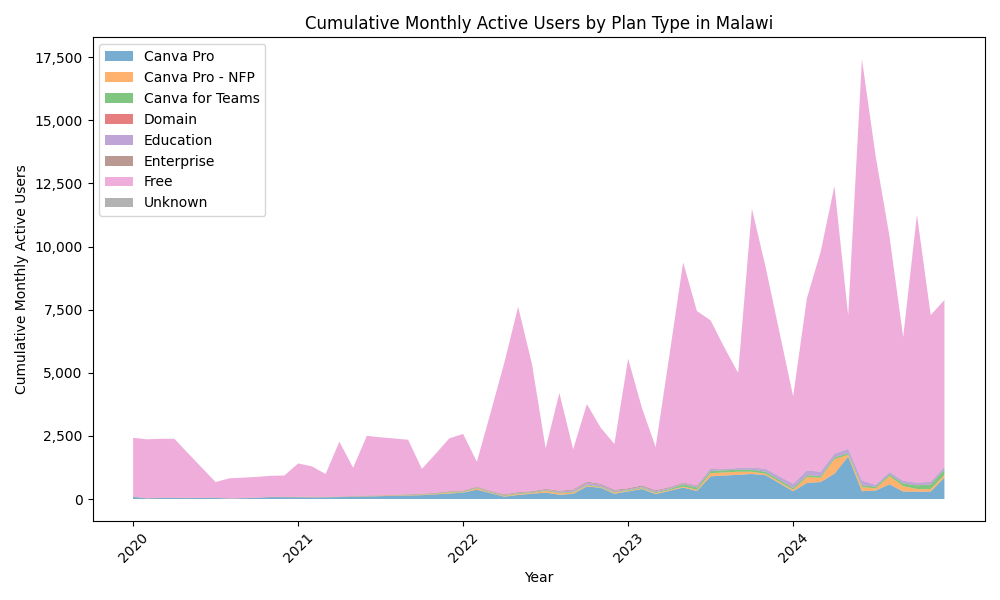 Cumulative Monthly Active Users by Plan Type in Malawi
Cumulative Monthly Active Users
17,500
15,000
12,500
10,000
7,500
5,000
2,500
0
Canva Pro
Canva Pro - NFP
Canva for Teams
Domain
Education
Enterprise
Free
Unknown
2020
2021
2022
2023
2024
Year